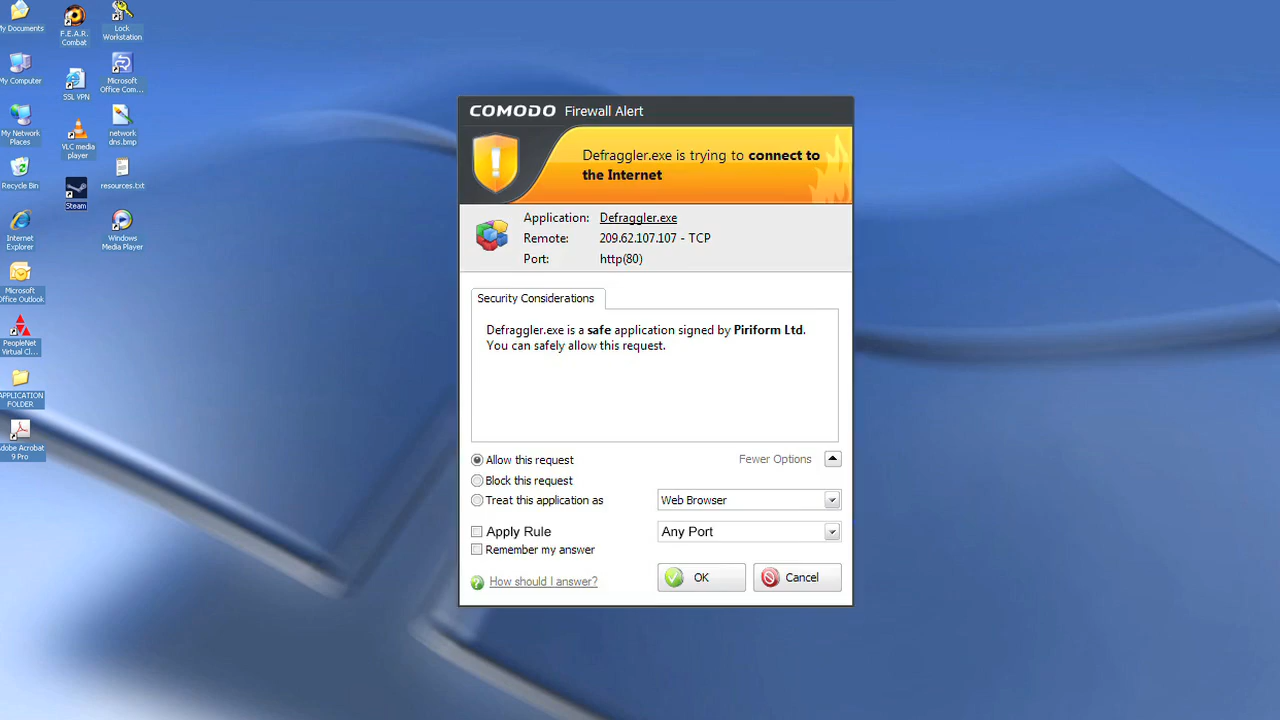 My Documents
F.E.A.R.
Combat
Lock
Workstation
My Computer
SSL VPN
Microsoft
Office Com...
My Network
Places
VLC media
player
network
dns.bmp
Recycle Bin
Steam
resources.txt
Internet
Explorer
Windows
Media Player
Microsoft
Office Outlook
PeopleNet
Virtual Cl...
APPLICATION
FOLDER
Adobe Acrobat
9 Pro
COMODO Firewall Alert
Defraggler.exe is trying to connect to
the Internet
Application: Defraggler.exe
Remote: 209.62.107.107 - TCP
Port: http(80)
Security Considerations
Defraggler.exe is a safe application signed by Piriform Ltd.
You can safely allow this request.
Allow this request
Fewer Options
Block this request
Treat this application as
Web Browser
Apply Rule
Any Port
Remember my answer
How should I answer?
OK
Cancel